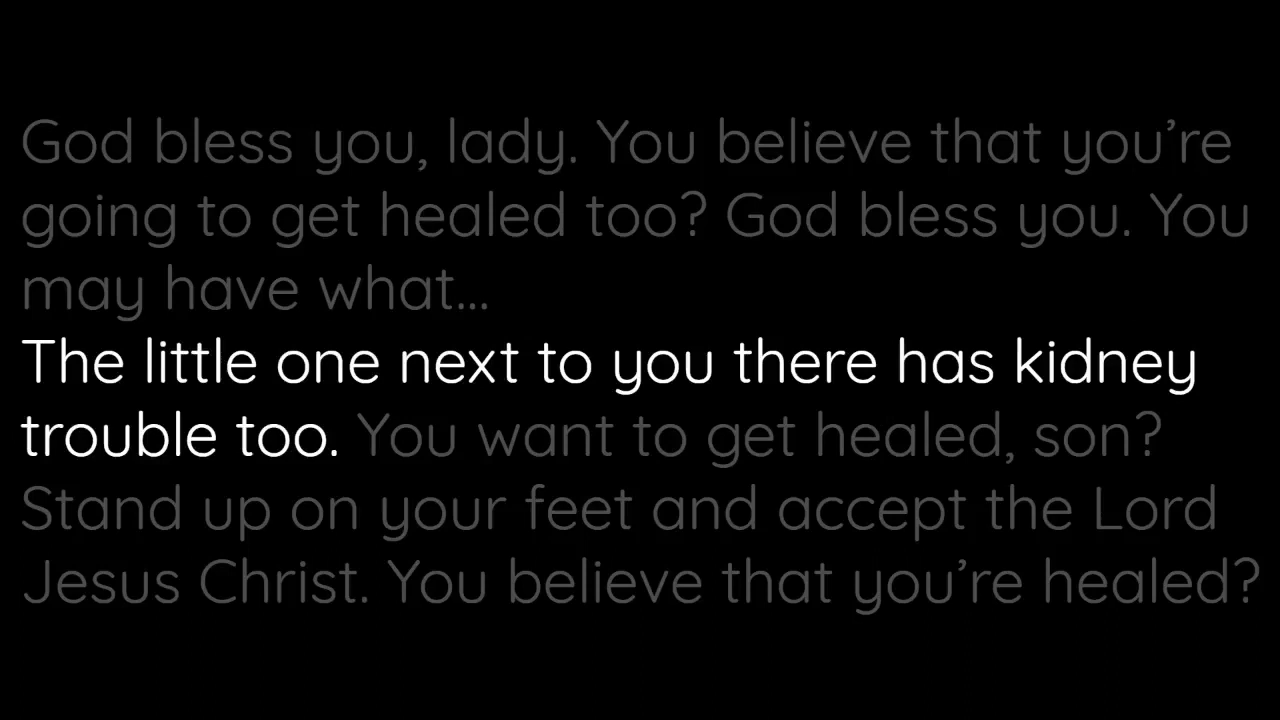 God bless you, lady. You believe that you’re
going to get healed too? God bless you. You
may have what...
The little one next to you there has kidney
trouble too. You want to get healed, son?
Stand up on your feet and accept the Lord
Jesus Christ. You believe that you’re healed?